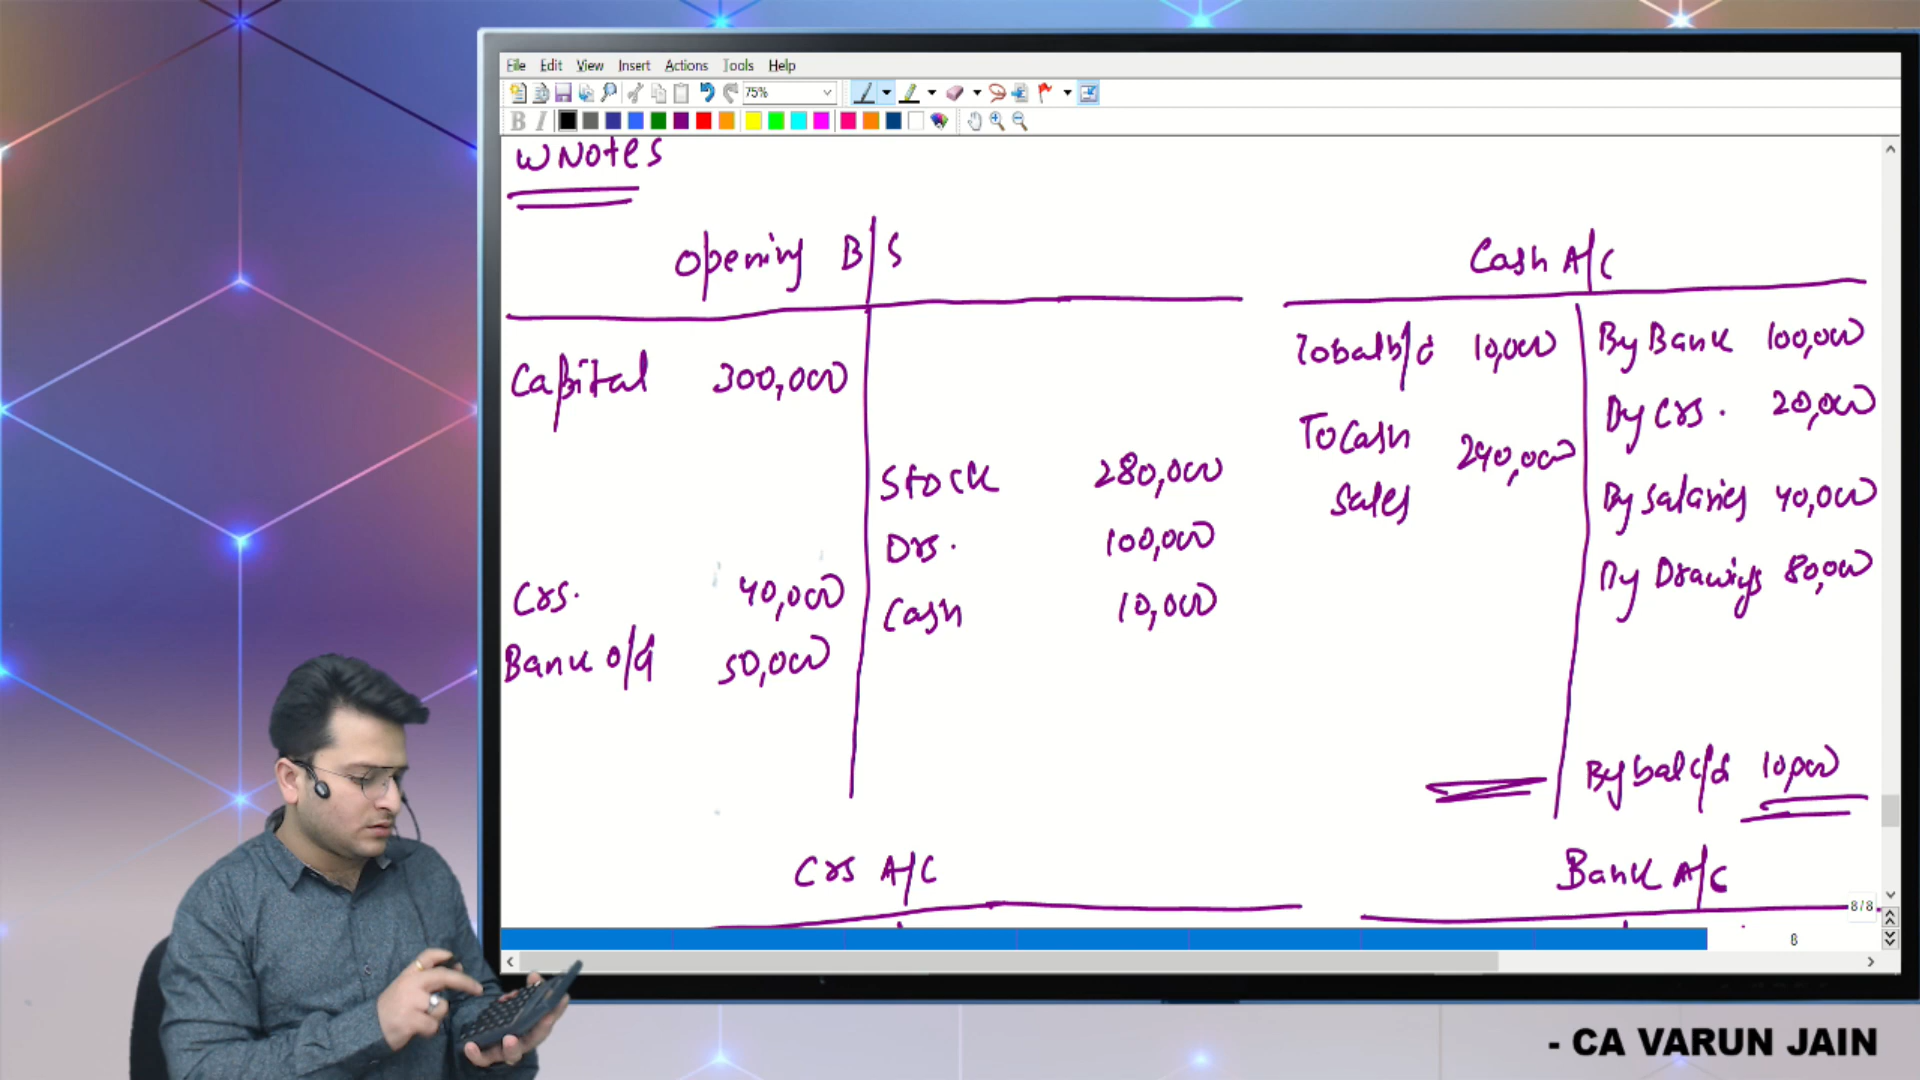 File Edit View Insert Actions Tools Help
75%
B I
W Notes
Opening B/S
Capital 300,000
Stock 280,000
Drs. 100,000
Crs. 40,000
Cash 10,000
Bank o/d 50,000
Cash A/C
To bal b/d 10,000
By Bank 100,000
By Crs. 20,000
To Cash 240,000
Sales
By Salaries 40,000
By Drawings 80,000
By bal c/d 10,000
Crs A/C
Bank A/C
8/8
8
- CA VARUN JAIN